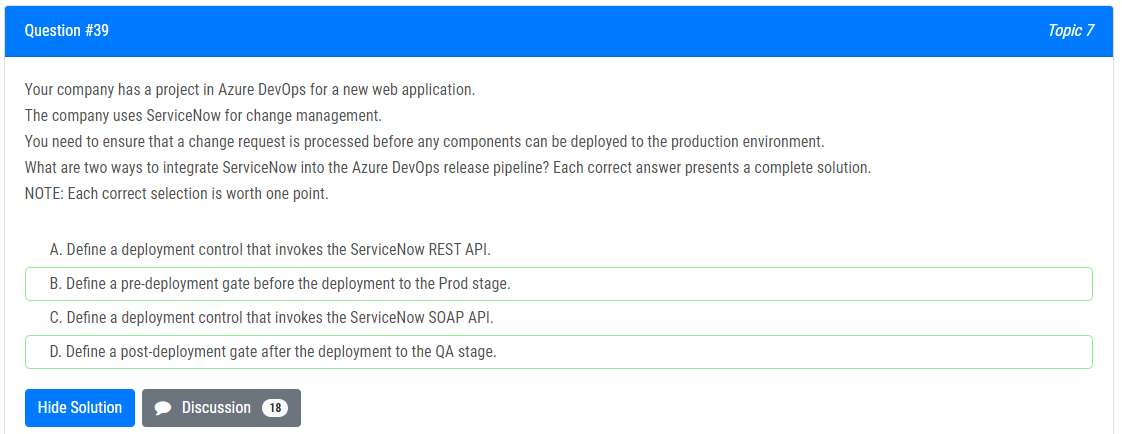 Question #39
Topic 7
Your company has a project in Azure DevOps for a new web application.
The company uses ServiceNow for change management.
You need to ensure that a change request is processed before any components can be deployed to the production environment.
What are two ways to integrate ServiceNow into the Azure DevOps release pipeline? Each correct answer presents a complete solution.
NOTE: Each correct selection is worth one point.
A. Define a deployment control that invokes the ServiceNow REST API.
B. Define a pre-deployment gate before the deployment to the Prod stage.
C. Define a deployment control that invokes the ServiceNow SOAP API.
D. Define a post-deployment gate after the deployment to the QA stage.
Hide Solution
Discussion 18